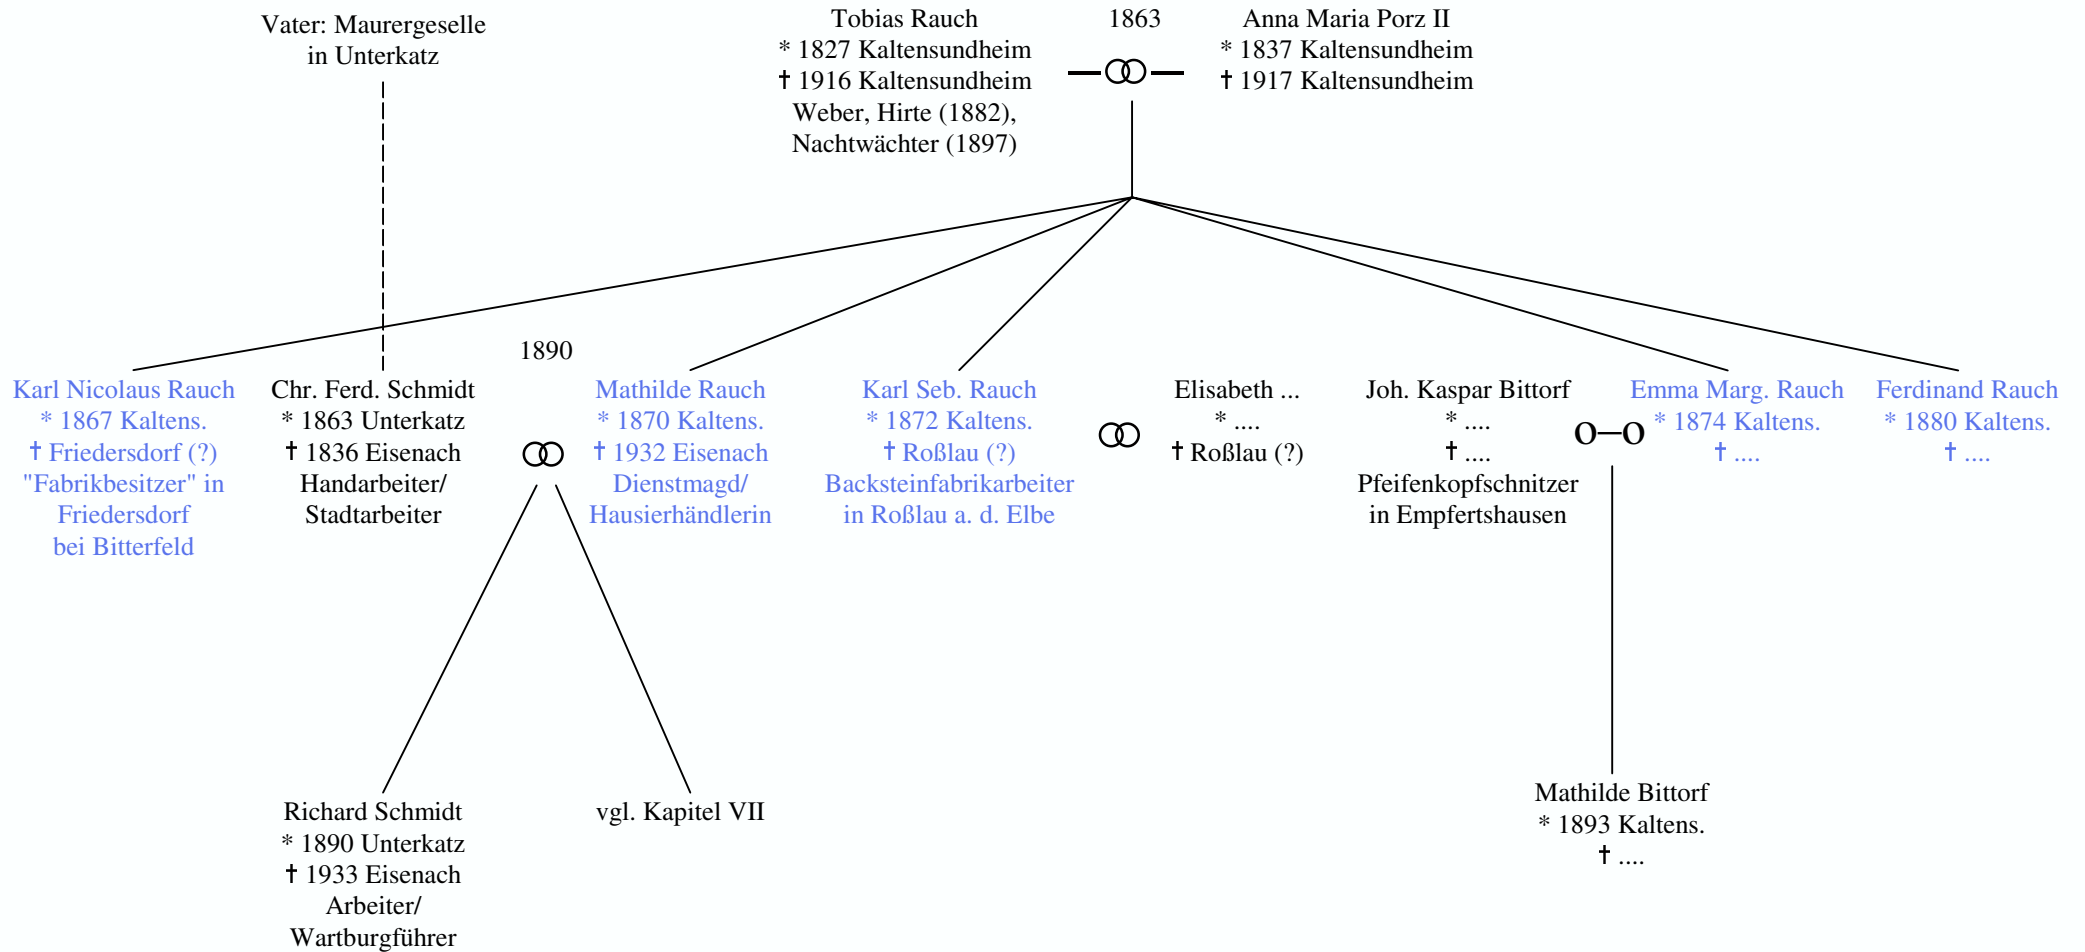 Vater: Maurergeselle
in Unterkatz
Tobias Rauch
* 1827 Kaltensundheim
† 1916 Kaltensundheim
Weber, Hirte (1882),
Nachtwächter (1897)
1863
Anna Maria Porz II
* 1837 Kaltensundheim
† 1917 Kaltensundheim
Karl Nicolaus Rauch
* 1867 Kaltens.
† Friedersdorf (?)
"Fabrikbesitzer" in
Friedersdorf
bei Bitterfeld
Chr. Ferd. Schmidt
* 1863 Unterkatz
† 1836 Eisenach
Handarbeiter/
Stadtarbeiter
1890
Mathilde Rauch
* 1870 Kaltens.
† 1932 Eisenach
Dienstmagd/
Hausierhändlerin
Karl Seb. Rauch
* 1872 Kaltens.
† Roßlau (?)
Backsteinfabrikarbeiter
in Roßlau a. d. Elbe
Elisabeth ...
* ....
† Roßlau (?)
Joh. Kaspar Bittorf
* ....
† ....
Pfeifenkopfschnitzer
in Empfertshausen
o–o
Emma Marg. Rauch
* 1874 Kaltens.
† ....
Ferdinand Rauch
* 1880 Kaltens.
† ....
Richard Schmidt
* 1890 Unterkatz
† 1933 Eisenach
Arbeiter/
Wartburgführer
vgl. Kapitel VII
Mathilde Bittorf
* 1893 Kaltens.
† ....